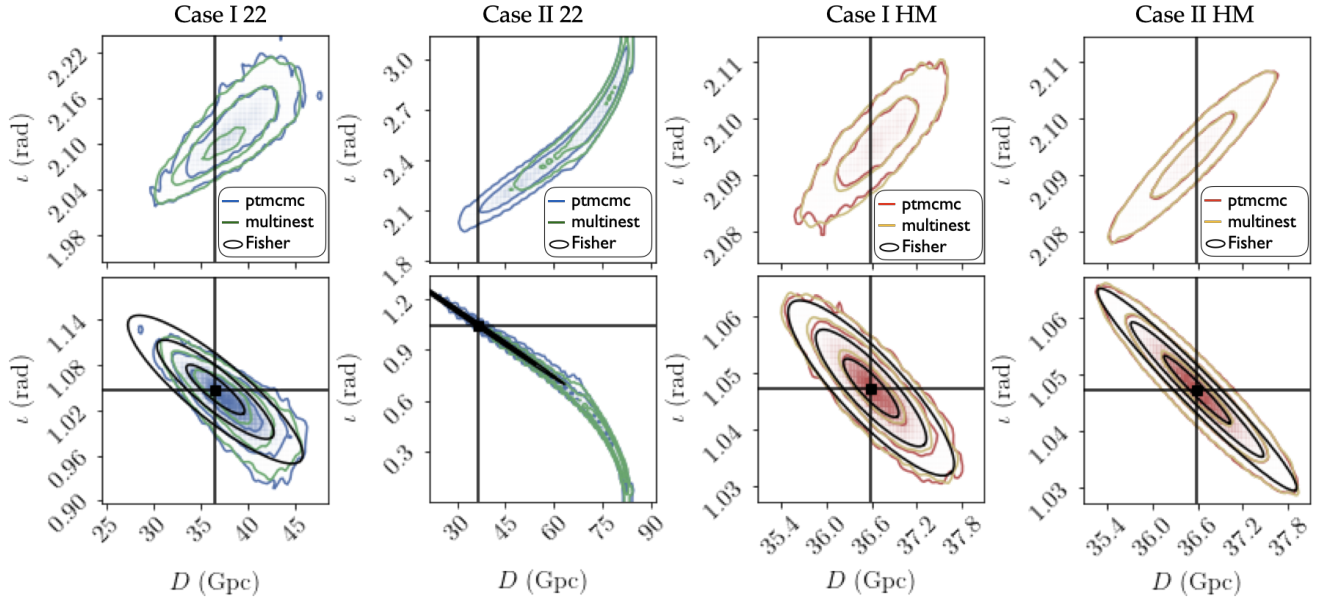 Case I 22
Case II 22
Case I HM
Case II HM
ι (rad)
2.22
2.16
2.10
2.04
1.98
ptmcmc
multinest
Fisher
ι (rad)
3.0
2.7
2.4
2.1
1.8
ptmcmc
multinest
Fisher
ι (rad)
2.11
2.10
2.09
2.08
ptmcmc
multinest
Fisher
ι (rad)
2.11
2.10
2.09
2.08
ptmcmc
multinest
Fisher
ι (rad)
1.14
1.08
1.02
0.96
0.90
ι (rad)
1.2
0.9
0.6
0.3
ι (rad)
1.06
1.05
1.04
1.03
ι (rad)
1.06
1.05
1.04
1.03
25 30 35 40 45
30 45 60 75 90
35.4 36.0 36.6 37.2 37.8
35.4 36.0 36.6 37.2 37.8
D (Gpc)
D (Gpc)
D (Gpc)
D (Gpc)